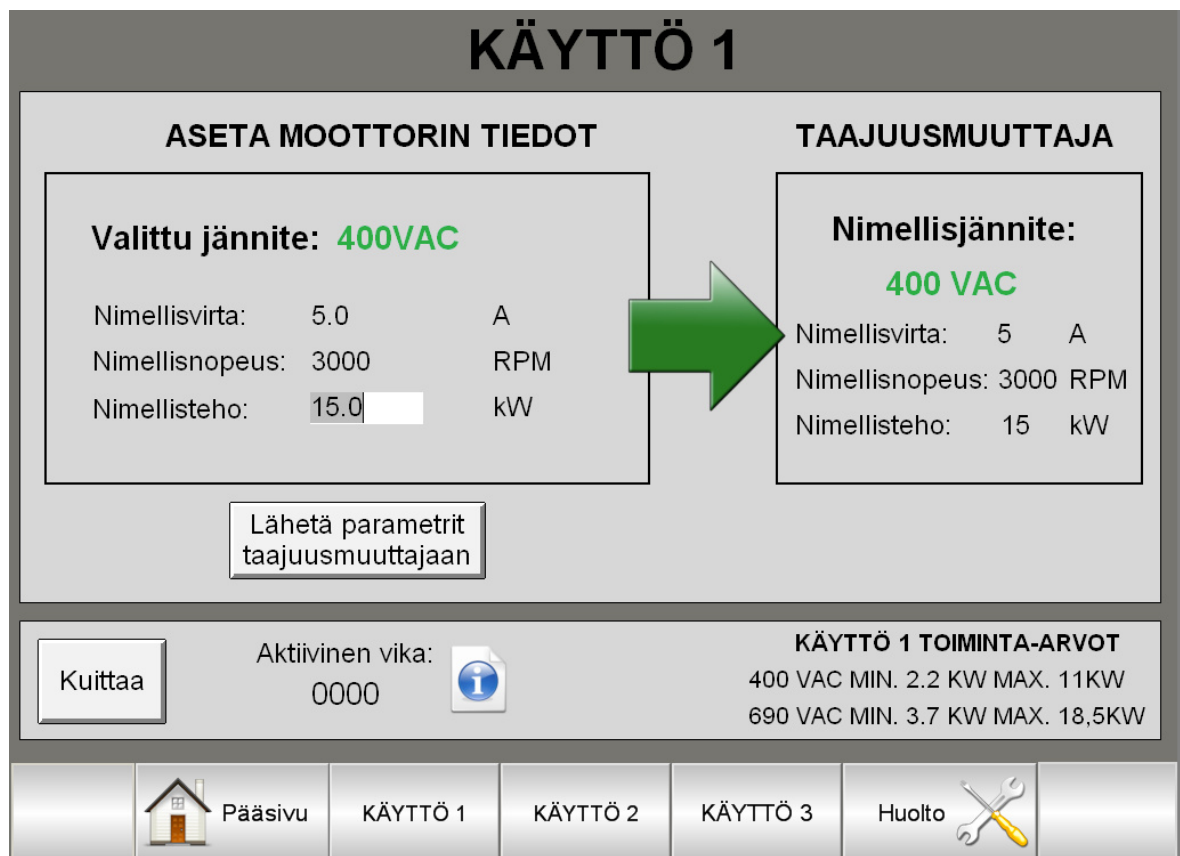 KÄYTTÖ 1
ASETA MOOTTORIN TIEDOT
Valittu jännite: 400VAC
Nimellisvirta: 5.0 A
Nimellisnopeus: 3000 RPM
Nimellisteho: 15.0 kW
Lähetä parametrit
taajuusmuuttajaan
TAAJUUSMUUTTAJA
Nimellisjännite:
400 VAC
Nimellisvirta: 5 A
Nimellisnopeus: 3000 RPM
Nimellisteho: 15 kW
Kuittaa
Aktiivinen vika:
0000
KÄYTTÖ 1 TOIMINTA-ARVOT
400 VAC MIN. 2.2 KW MAX. 11KW
690 VAC MIN. 3.7 KW MAX. 18,5KW
Pääsivu KÄYTTÖ 1 KÄYTTÖ 2 KÄYTTÖ 3 Huolto